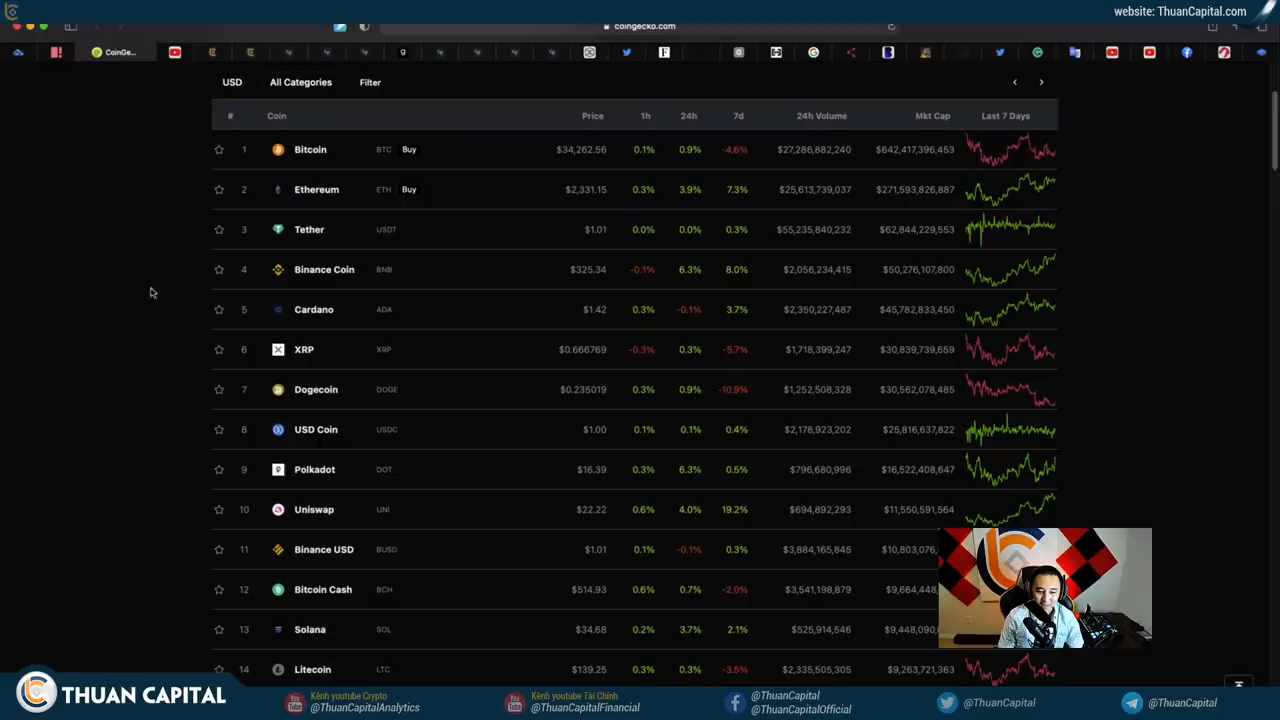 website: ThuanCapital.com
coingecko.com
CoinGe...
USD All Categories Filter
# Coin Price 1h 24h 7d 24h Volume Mkt Cap Last 7 Days
1 Bitcoin BTC Buy $34,262.56 0.1% 0.9% -4.6% $27,286,882,240 $642,417,396,453
2 Ethereum ETH Buy $2,331.15 0.3% 3.9% 7.3% $25,613,739,037 $271,593,826,887
3 Tether USDT $1.01 0.0% 0.0% 0.3% $55,235,840,232 $62,844,229,553
4 Binance Coin BNB $325.34 -0.1% 6.3% 8.0% $2,056,234,415 $50,276,107,800
5 Cardano ADA $1.42 0.3% -0.1% 3.7% $2,350,227,487 $45,782,833,450
6 XRP XRP $0.666769 -0.3% 0.3% -5.7% $1,718,399,247 $30,839,739,659
7 Dogecoin DOGE $0.235019 0.3% 0.9% -10.9% $1,252,508,328 $30,562,078,485
8 USD Coin USDC $1.00 0.1% 0.1% 0.4% $2,178,923,202 $25,816,637,822
9 Polkadot DOT $16.39 0.3% 6.3% 0.5% $796,680,996 $16,522,408,647
10 Uniswap UNI $22.22 0.6% 4.0% 19.2% $694,892,293 $11,550,591,564
11 Binance USD BUSD $1.01 0.1% -0.1% 0.3% $3,884,165,845 $10,803,076,
12 Bitcoin Cash BCH $514.93 0.6% 0.7% -2.0% $3,541,198,879 $9,664,448,
13 Solana SOL $34.68 0.2% 3.7% 2.1% $525,914,546 $9,448,090,
14 Litecoin LTC $139.25 0.3% 0.3% -3.5% $2,335,505,305 $9,263,721,363
THUAN CAPITAL
Kênh youtube Crypto
@ThuanCapitalAnalytics
Kênh youtube Tài Chính
@ThuanCapitalFinancial
@ThuanCapital
@ThuanCapitalOfficial
@ThuanCapital
@ThuanCapital